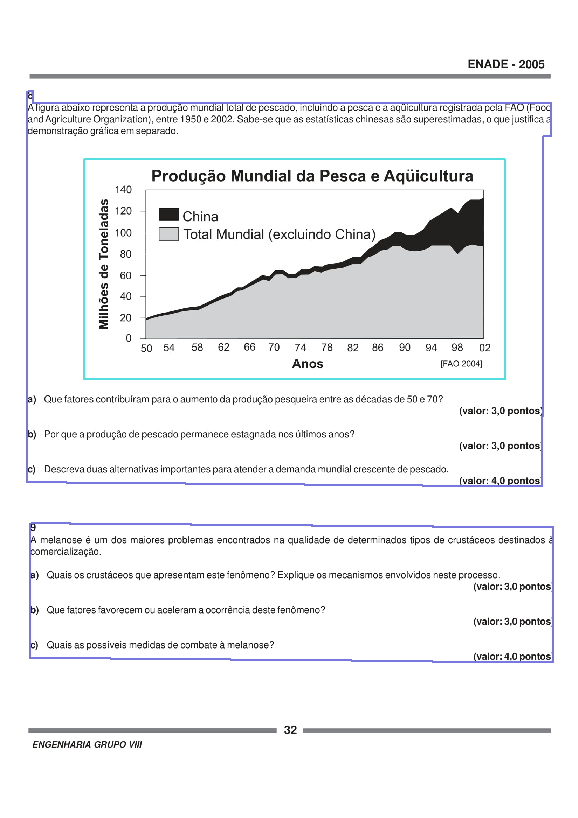 ENADE - 2005
8
A figura abaixo representa a produção mundial total de pescado, incluindo a pesca e a aqüicultura registrada pela FAO (Food
and Agriculture Organization), entre 1950 e 2002. Sabe-se que as estatísticas chinesas são superestimadas, o que justifica a
demonstração gráfica em separado.
Produção Mundial da Pesca e Aqüicultura
Milhões de Toneladas
140
120
100
80
60
40
20
0
China
Total Mundial (excluindo China)
50 54 58 62 66 70 74 78 82 86 90 94 98 02
Anos
[FAO 2004]
a) Que fatores contribuíram para o aumento da produção pesqueira entre as décadas de 50 e 70?
(valor: 3,0 pontos)
b) Por que a produção de pescado permanece estagnada nos últimos anos?
(valor: 3,0 pontos)
c) Descreva duas alternativas importantes para atender a demanda mundial crescente de pescado.
(valor: 4,0 pontos)
9
A melanose é um dos maiores problemas encontrados na qualidade de determinados tipos de crustáceos destinados à
comercialização.
a) Quais os crustáceos que apresentam este fenômeno? Explique os mecanismos envolvidos neste processo.
(valor: 3,0 pontos)
b) Que fatores favorecem ou aceleram a ocorrência deste fenômeno?
(valor: 3,0 pontos)
c) Quais as possíveis medidas de combate à melanose?
(valor: 4,0 pontos)
32
ENGENHARIA GRUPO VIII